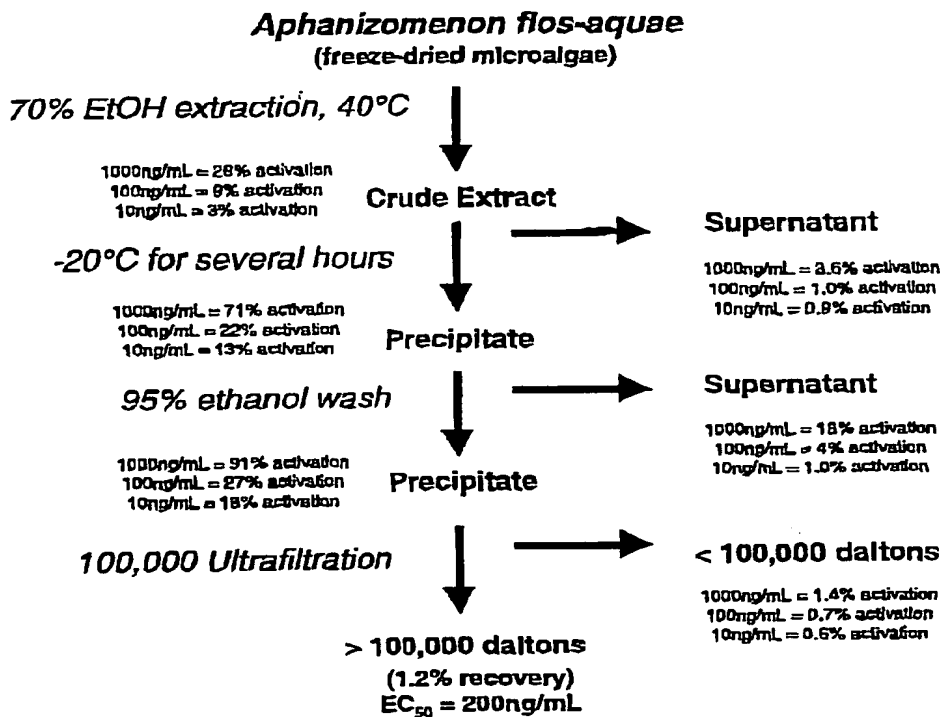 Aphanizomenon flos-aquae
(freeze-dried microalgae)
70% EtOH extraction, 40°C
1000ng/mL = 28% activation
100ng/mL = 9% activation
10ng/mL = 3% activation
Crude Extract
Supernatant
1000ng/mL = 3.6% activation
100ng/mL = 1.0% activation
10ng/mL = 0.9% activation
-20°C for several hours
1000ng/mL = 71% activation
100ng/mL = 22% activation
10ng/mL = 13% activation
Precipitate
Supernatant
1000ng/mL = 18% activation
100ng/mL = 4% activation
10ng/mL = 1.0% activation
95% ethanol wash
1000ng/mL = 91% activation
100ng/mL = 27% activation
10ng/mL = 18% activation
Precipitate
< 100,000 daltons
1000ng/mL = 1.4% activation
100ng/mL = 0.7% activation
10ng/mL = 0.6% activation
100,000 Ultrafiltration
> 100,000 daltons
(1.2% recovery)
EC50 = 200ng/mL